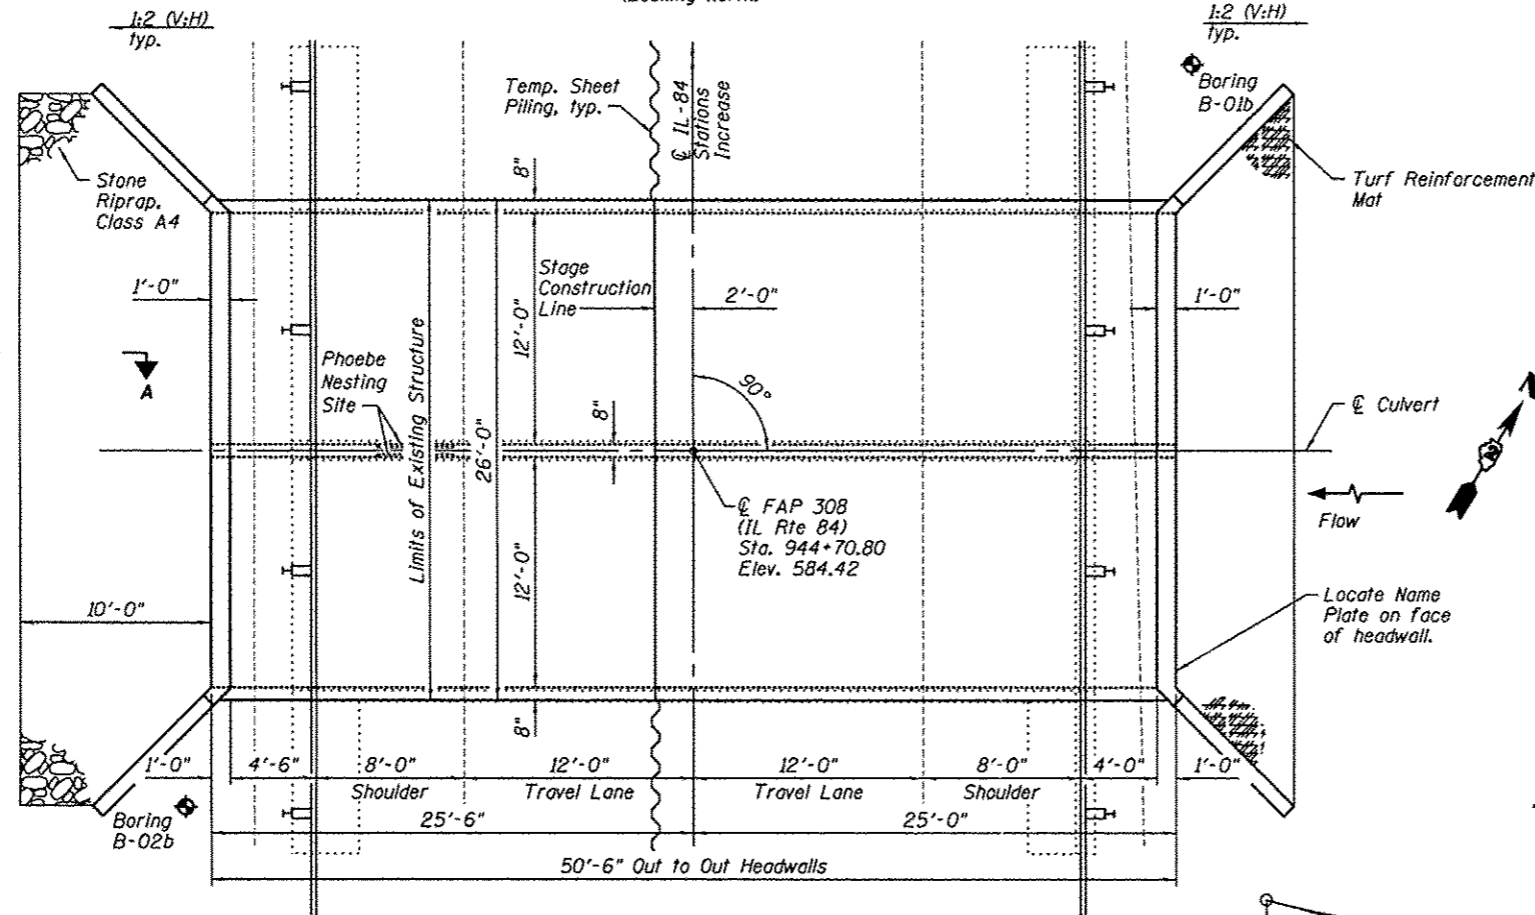 1:2 (V:H)
typ.
1:2 (V:H)
typ.
Temp. Sheet
Piling, typ.
℄ IL-84
Stations
Increase
Boring
B-01b
Stone
Riprap.
Class A4
8"
Turf Reinforcement
Mat
1'-0"
Stage
Construction
Line
2'-0"
1'-0"
12'-0"
Phoebe
Nesting
Site
Limits of Existing Structure
26'-0"
A
90°
8"
℄ Culvert
Flow
℄ FAP 308
(IL Rte 84)
Sta. 944+70.80
Elev. 584.42
12'-0"
10'-0"
Locate Name
Plate on face
of headwall.
8"
1'-0"
4'-6"
8'-0"
12'-0"
12'-0"
8'-0"
4'-0"
1'-0"
Shoulder
Travel Lane
Travel Lane
Shoulder
Boring
B-02b
25'-6"
25'-0"
50'-6" Out to Out Headwalls